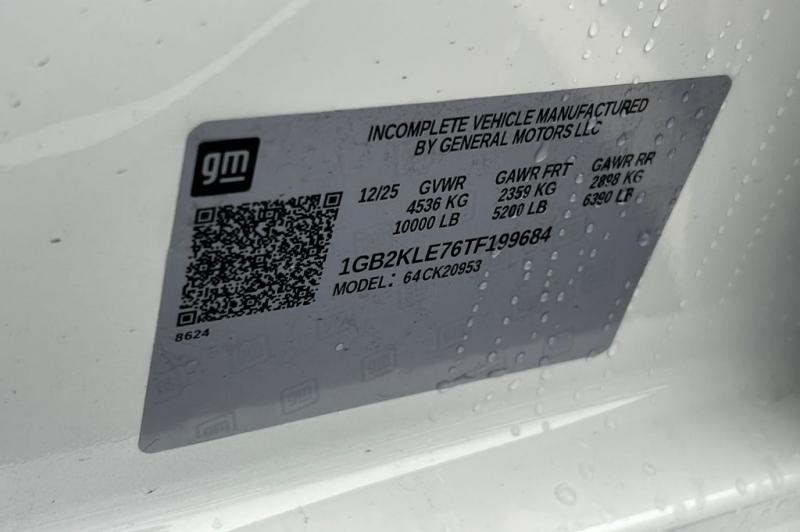 gm
INCOMPLETE VEHICLE MANUFACTURED
BY GENERAL MOTORS LLC
12/25 GVWR GAWR FRT GAWR RR
4536 KG 2359 KG 2898 KG
10000 LB 5200 LB 6390 LB
1GB2KLE76TF199684
MODEL: 64CK20953
8624